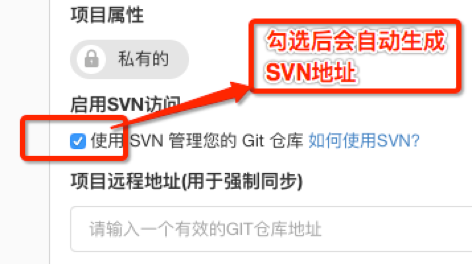 项目属性
私有的
勾选后会自动生成
SVN地址
启用SVN访问
使用 SVN 管理您的 Git 仓库 如何使用SVN?
项目远程地址(用于强制同步)
请输入一个有效的GIT仓库地址